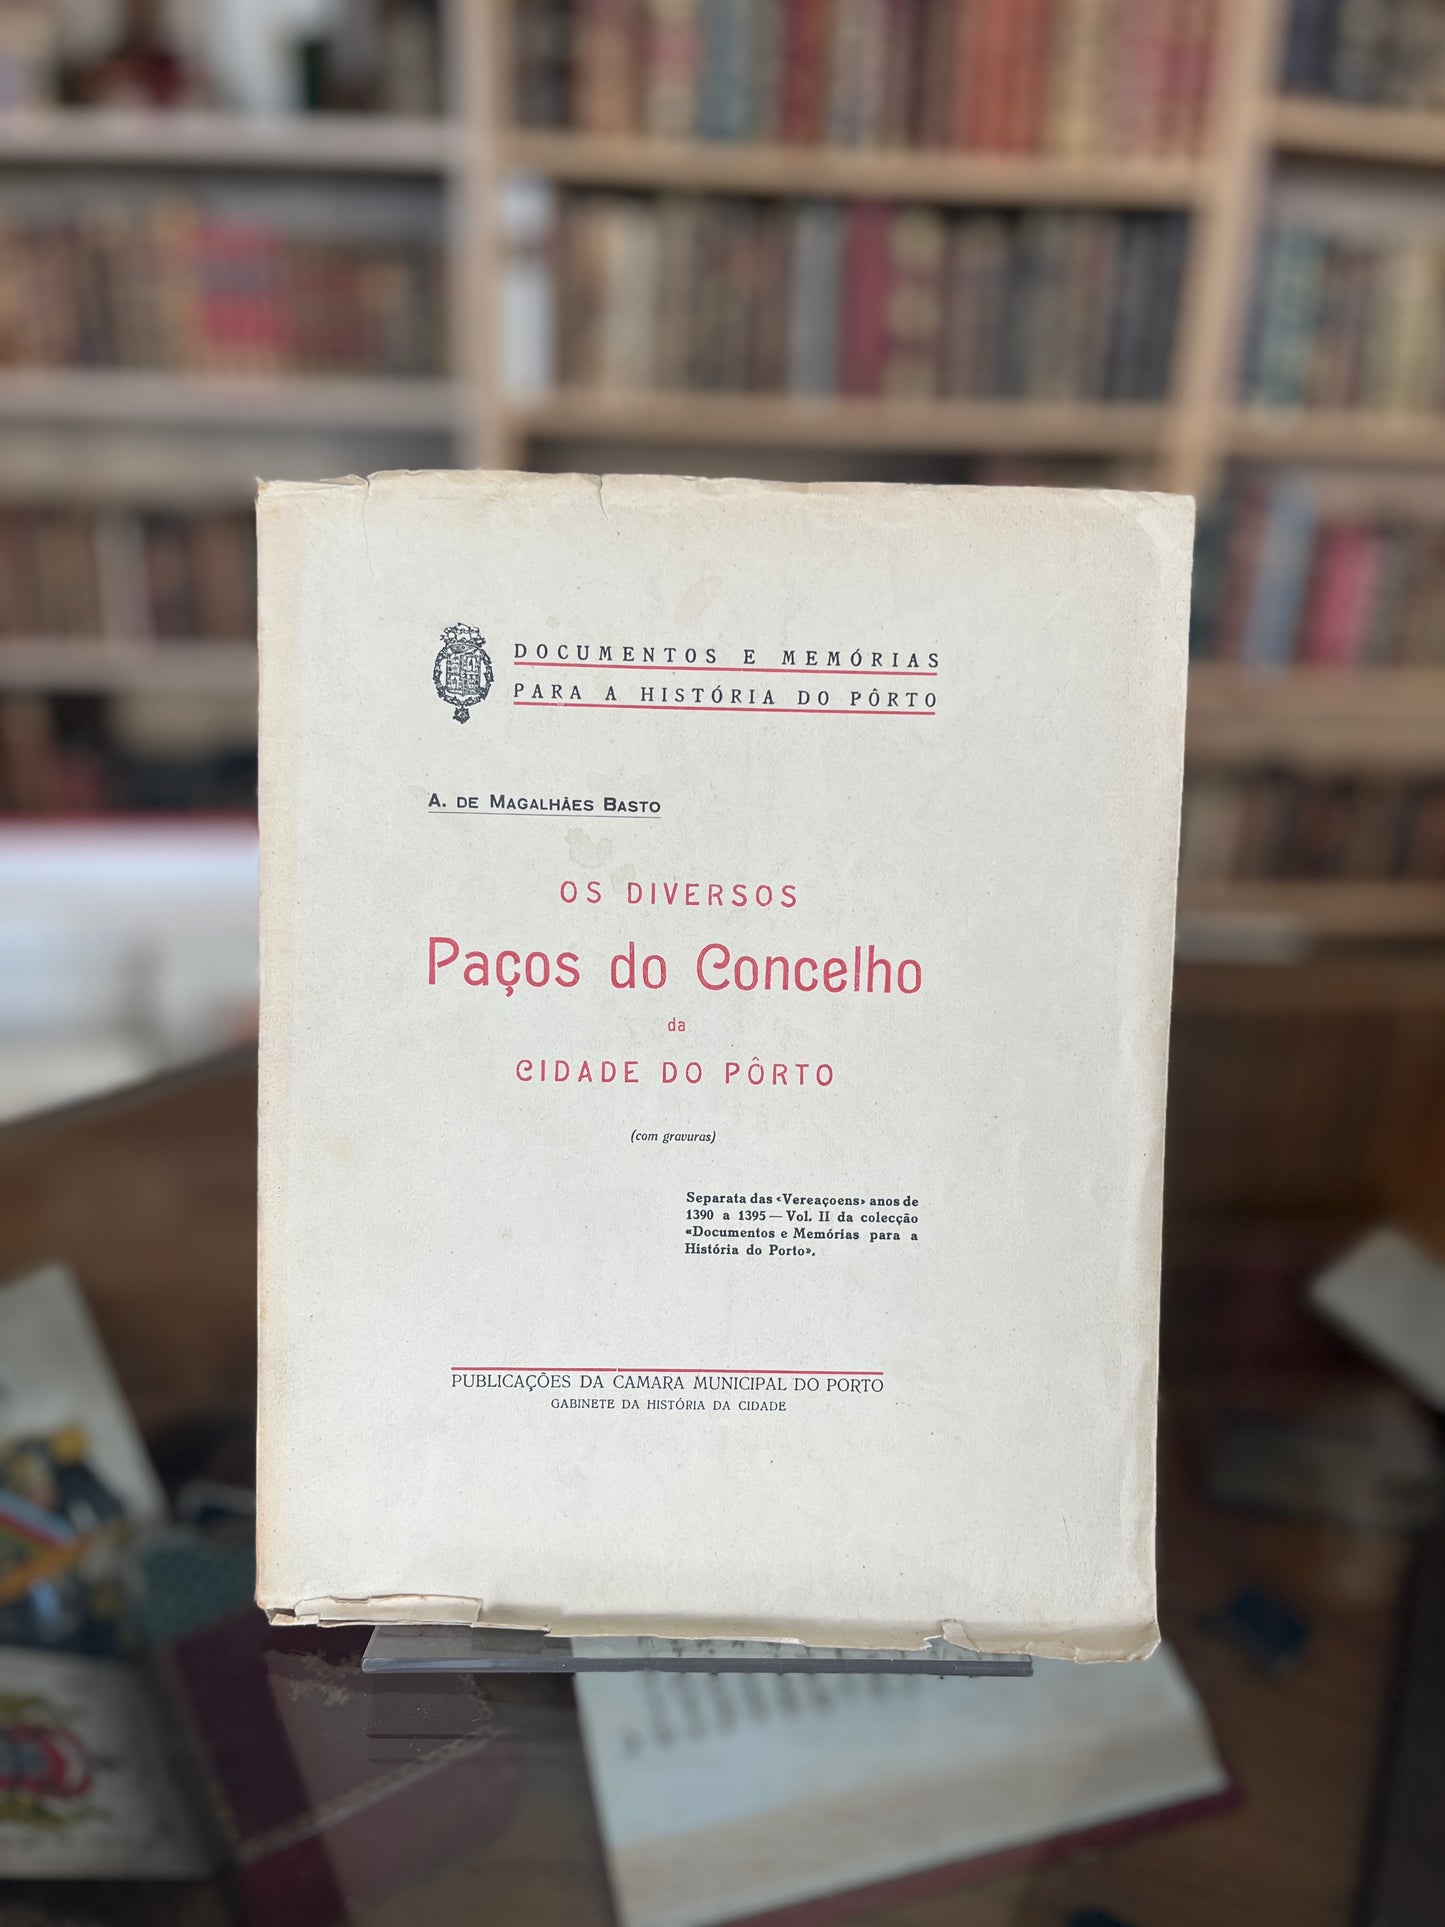 DOCUMENTOS E MEMÓRIAS
PARA A HISTÓRIA DO PÔRTO
A. DE MAGALHÃES BASTO
OS DIVERSOS
Paços do Concelho
da
CIDADE DO PÔRTO
(com gravuras)
Separata das «Vereaçoens» anos de
1390 a 1395 — Vol. II da colecção
«Documentos e Memórias para a
História do Porto».
PUBLICAÇÕES DA CAMARA MUNICIPAL DO PORTO
GABINETE DA HISTÓRIA DA CIDADE